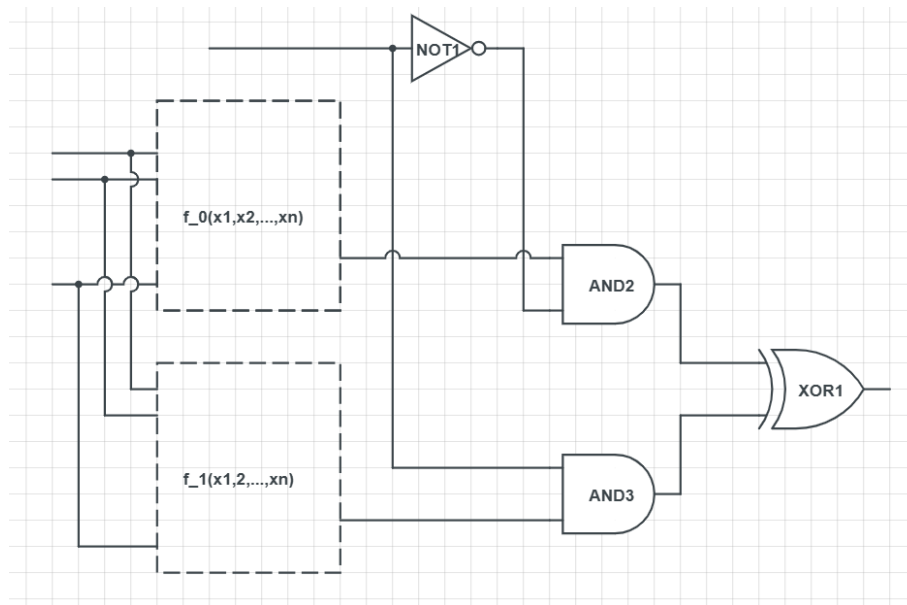 NOT1
f_0(x1,x2,...,xn)
AND2
XOR1
f_1(x1,2,...,xn)
AND3